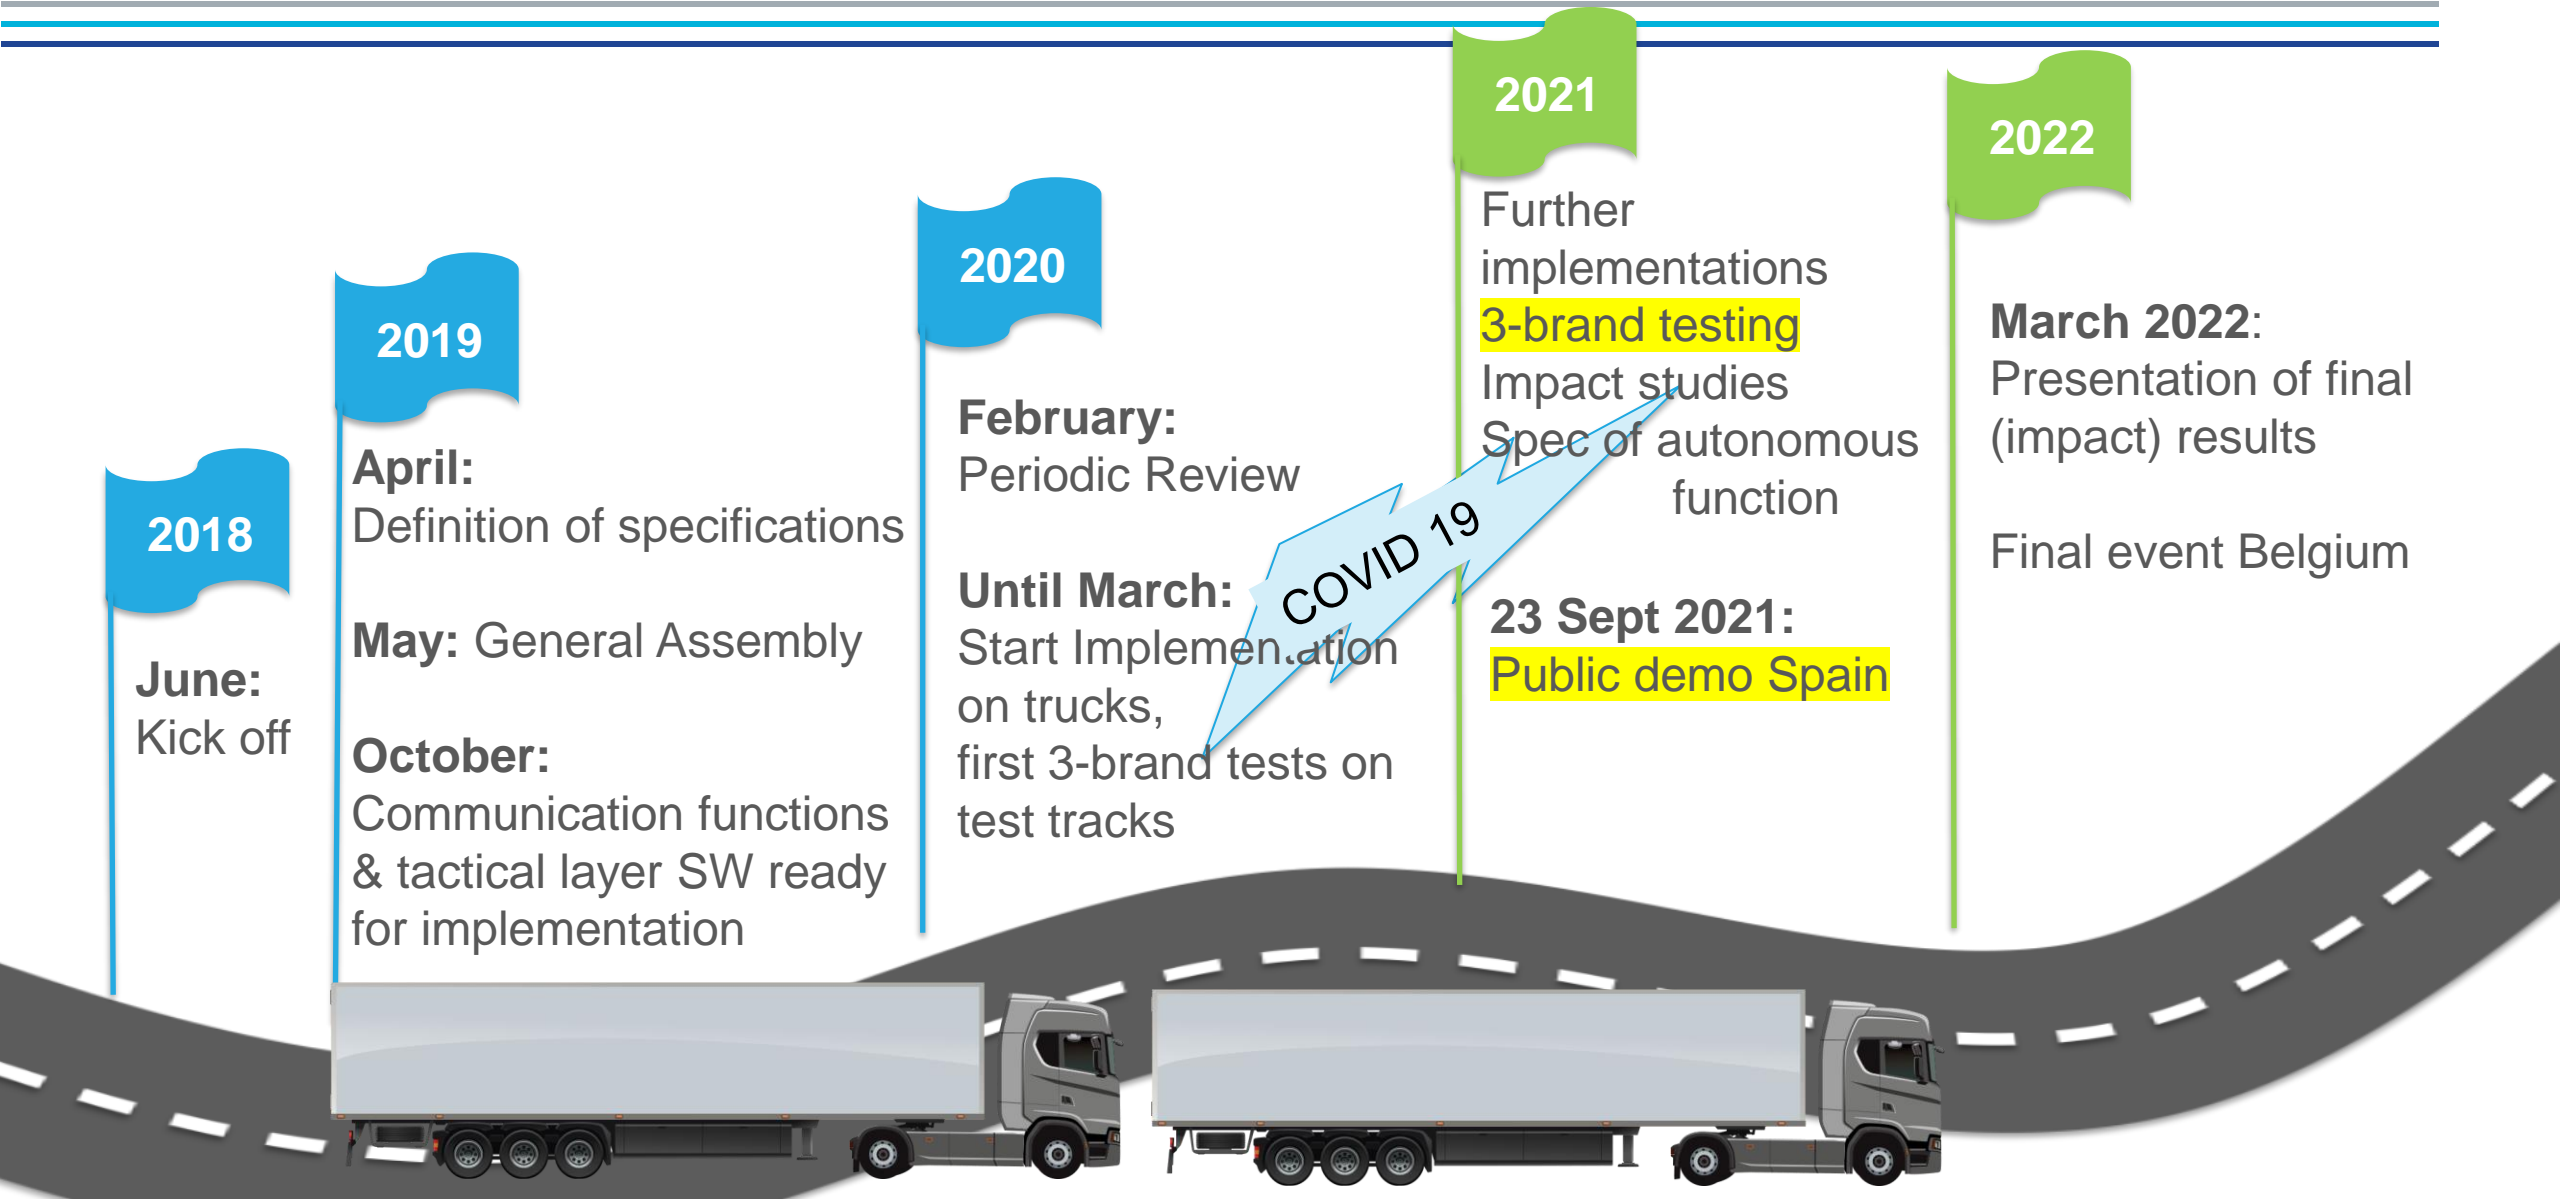 2018
June:
Kick off
2019
April:
Definition of specifications
May: General Assembly
October:
Communication functions
& tactical layer SW ready
for implementation
2020
February:
Periodic Review
Until March:
Start Implementation
on trucks,
first 3-brand tests on
test tracks
COVID 19
2021
Further
implementations
3-brand testing
Impact studies
Spec of autonomous
function
23 Sept 2021:
Public demo Spain
2022
March 2022:
Presentation of final
(impact) results
Final event Belgium